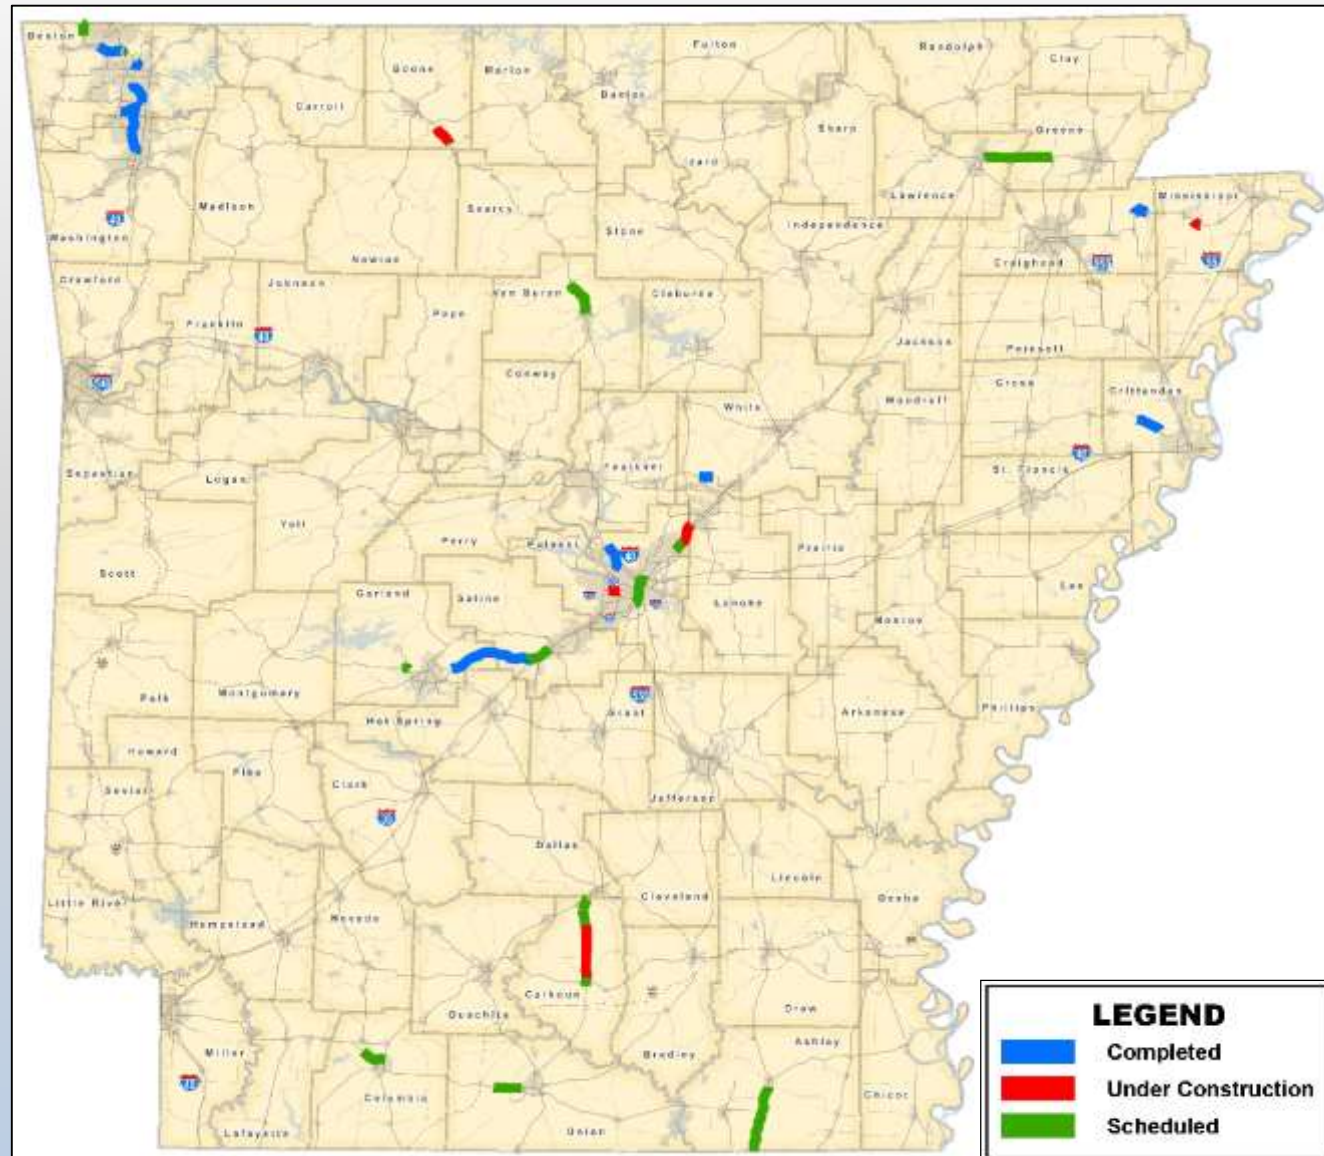 Benton
Boone
Marion
Fulton
Randolph
Clay
Carroll
Baxter
Sharp
Greene
Izard
Lawrence
Mississippi
Madison
Searcy
Stone
Independence
Washington
Newton
Craighead
Crawford
Johnson
Van Buren
Cleburne
Franklin
Pope
Jackson
Poinsett
Conway
White
Woodruff
Cross
Crittenden
Sebastian
Logan
Faulkner
St. Francis
Yell
Perry
Pulaski
Prairie
Scott
Garland
Saline
Lonoke
Lee
Monroe
Polk
Montgomery
Hot Spring
Grant
Arkansas
Phillips
Howard
Pike
Clark
Sevier
Jefferson
Dallas
Lincoln
Cleveland
Desha
Little River
Hempstead
Nevada
Calhoun
Ouachita
Drew
Miller
Bradley
Ashley
Columbia
Chicot
Lafayette
Union
LEGEND
Completed
Under Construction
Scheduled